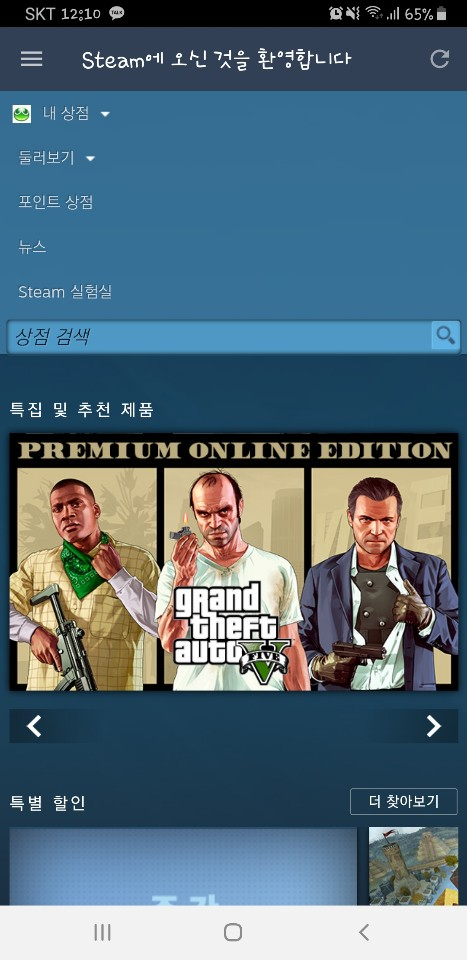 SKT 12:10 TALK 65%
Steam에 오신 것을 환영합니다
내 상점
둘러보기
포인트 상점
뉴스
Steam 실험실
상점 검색
특집 및 추천 제품
PREMIUM ONLINE EDITION
grand
theft
auto V
FIVE
특별 할인
더 찾아보기